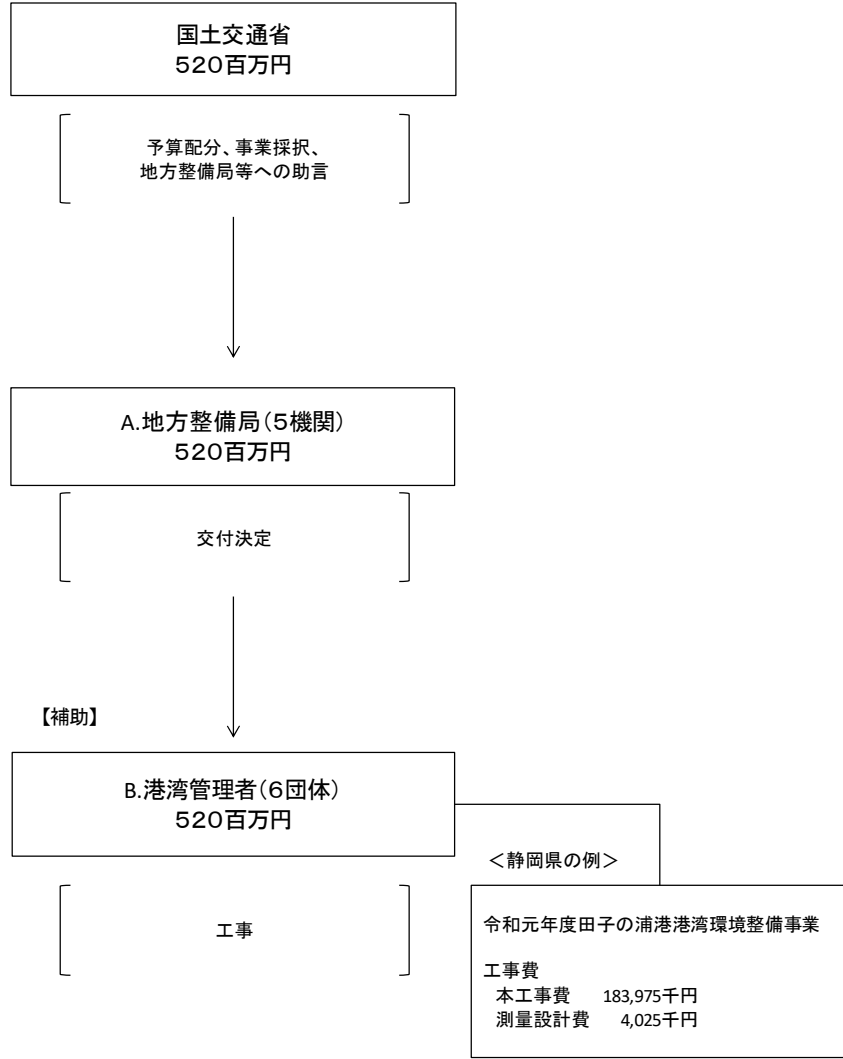 国土交通省
５２０百万円
予算配分、事業採択、
地方整備局等への助言
A.地方整備局（５機関）
５２０百万円
交付決定
【補助】
B.港湾管理者（６団体）
５２０百万円
工事
＜静岡県の例＞
令和元年度田子の浦港港湾環境整備事業
工事費
本工事費　183,975千円
測量設計費　4,025千円